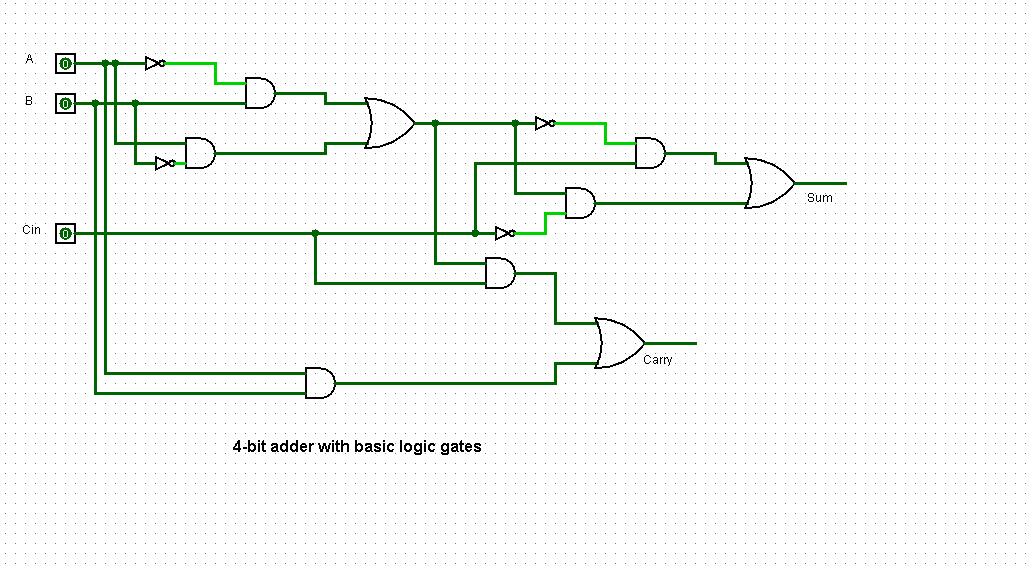 A 0
B 0
Cin 0
Sum
Carry
4-bit adder with basic logic gates